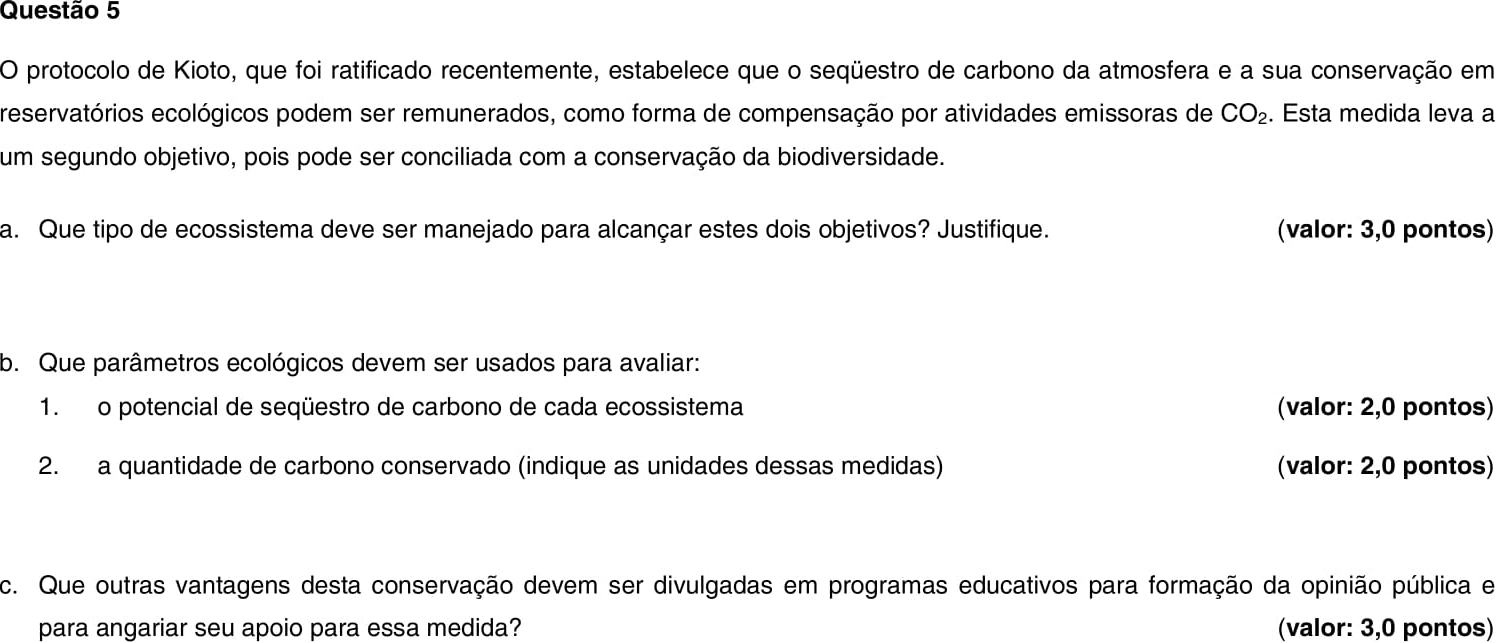 Questão 5
O protocolo de Kioto, que foi ratificado recentemente, estabelece que o seqüestro de carbono da atmosfera e a sua conservação em
reservatórios ecológicos podem ser remunerados, como forma de compensação por atividades emissoras de CO₂. Esta medida leva a
um segundo objetivo, pois pode ser conciliada com a conservação da biodiversidade.
a. Que tipo de ecossistema deve ser manejado para alcançar estes dois objetivos? Justifique. (valor: 3,0 pontos)
b. Que parâmetros ecológicos devem ser usados para avaliar:
1. o potencial de seqüestro de carbono de cada ecossistema (valor: 2,0 pontos)
2. a quantidade de carbono conservado (indique as unidades dessas medidas) (valor: 2,0 pontos)
c. Que outras vantagens desta conservação devem ser divulgadas em programas educativos para formação da opinião pública e
para angariar seu apoio para essa medida? (valor: 3,0 pontos)